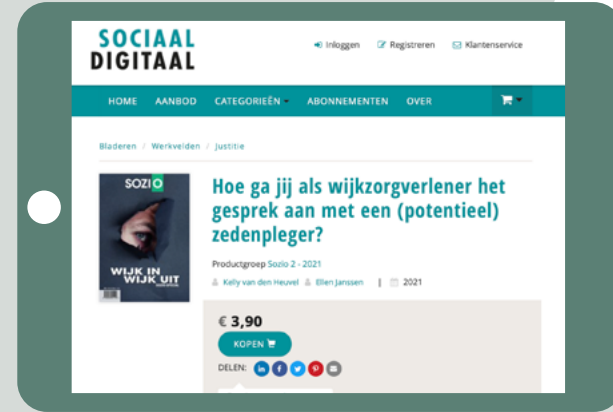 SOCIAAL
DIGITAAL
Inloggen Registreren Klantenservice
HOME AANBOD CATEGORIEËN ABONNEMENTEN OVER
Bladeren / Werkvelden / Justitie
SOZIO
WIJK IN
WIJK UIT
Hoe ga jij als wijkzorgverlener het
gesprek aan met een (potentieel)
zedenpleger?
Productgroep Sozio 2 - 2021
Kelly van den Heuvel Ellen Janssen | 2021
€ 3,90
KOPEN
DELEN: